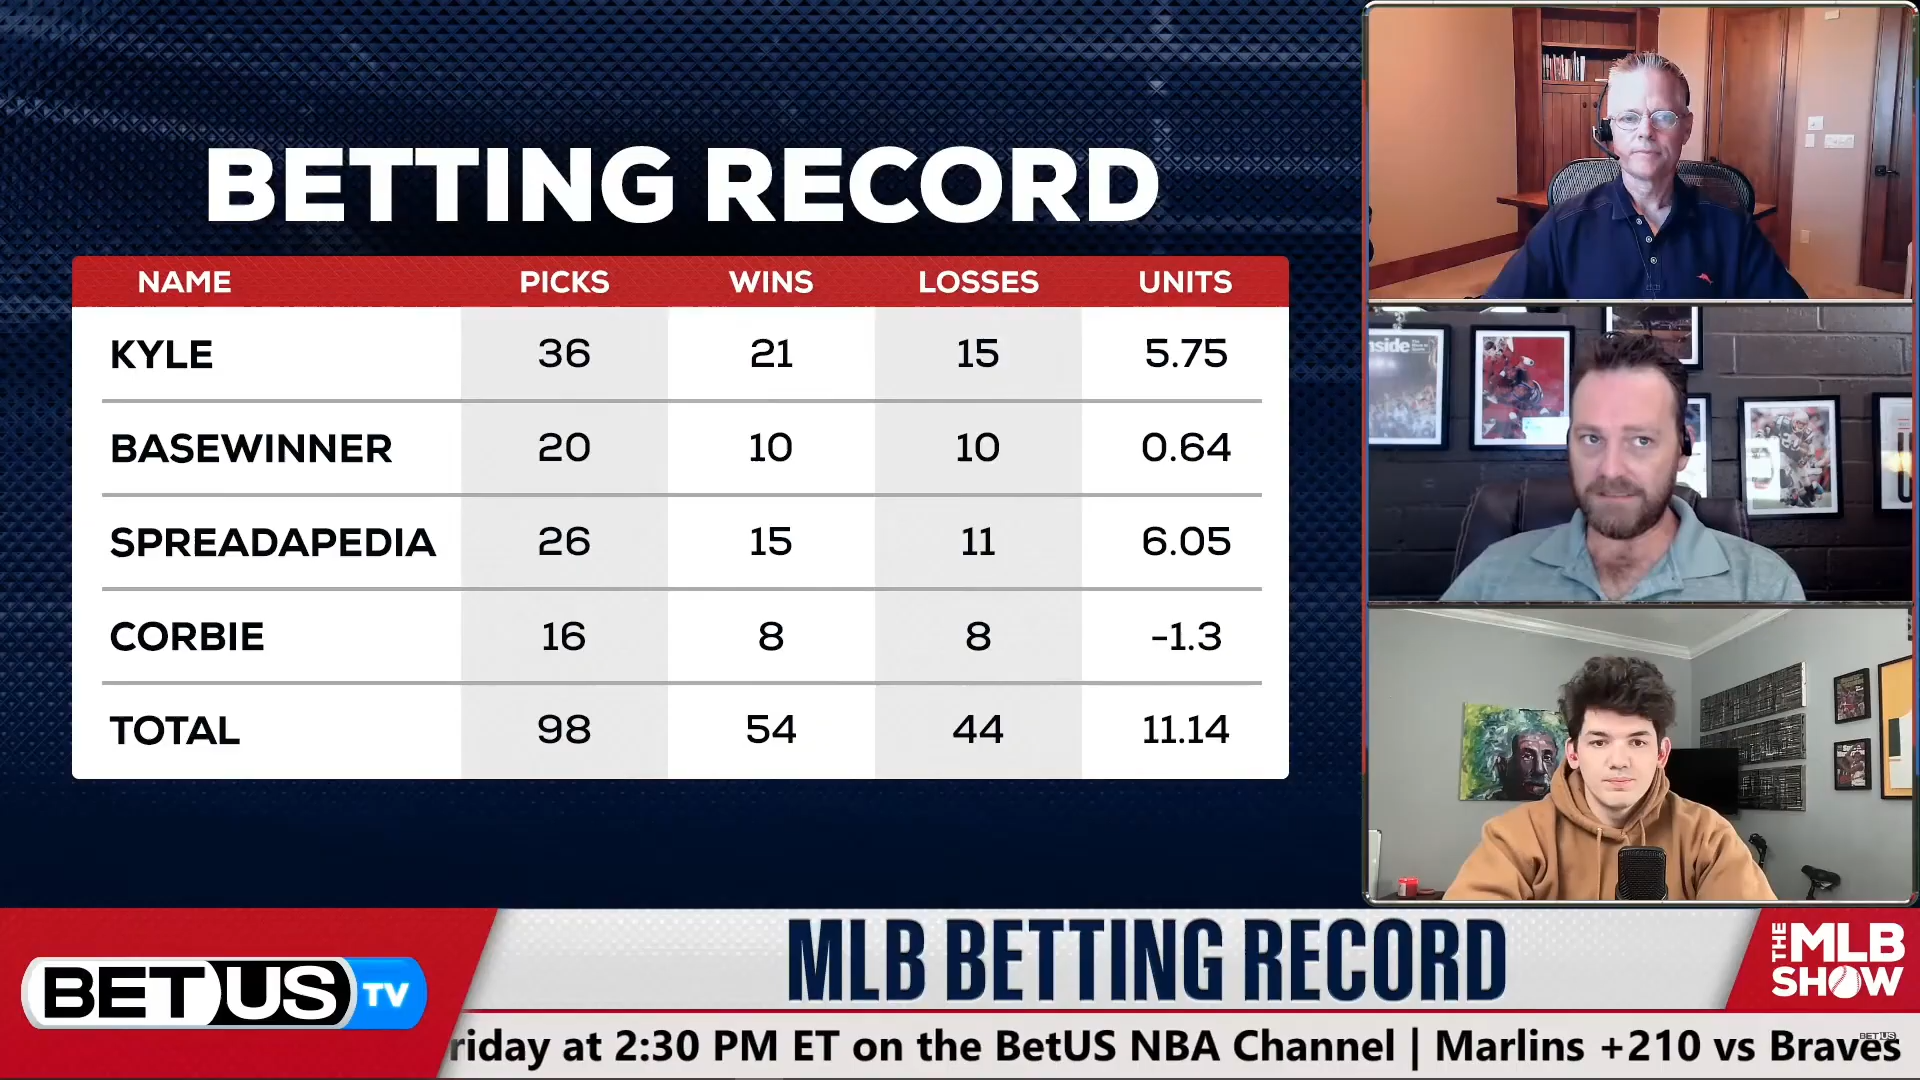 BETTING RECORD
NAME PICKS WINS LOSSES UNITS
KYLE 36 21 15 5.75
BASEWINNER 20 10 10 0.64
SPREADAPEDIA 26 15 11 6.05
CORBIE 16 8 8 -1.3
TOTAL 98 54 44 11.14
nside
MLB BETTING RECORD
BETUS TV
THE MLB SHOW
riday at 2:30 PM ET on the BetUS NBA Channel | Marlins +210 vs Braves
BETUS